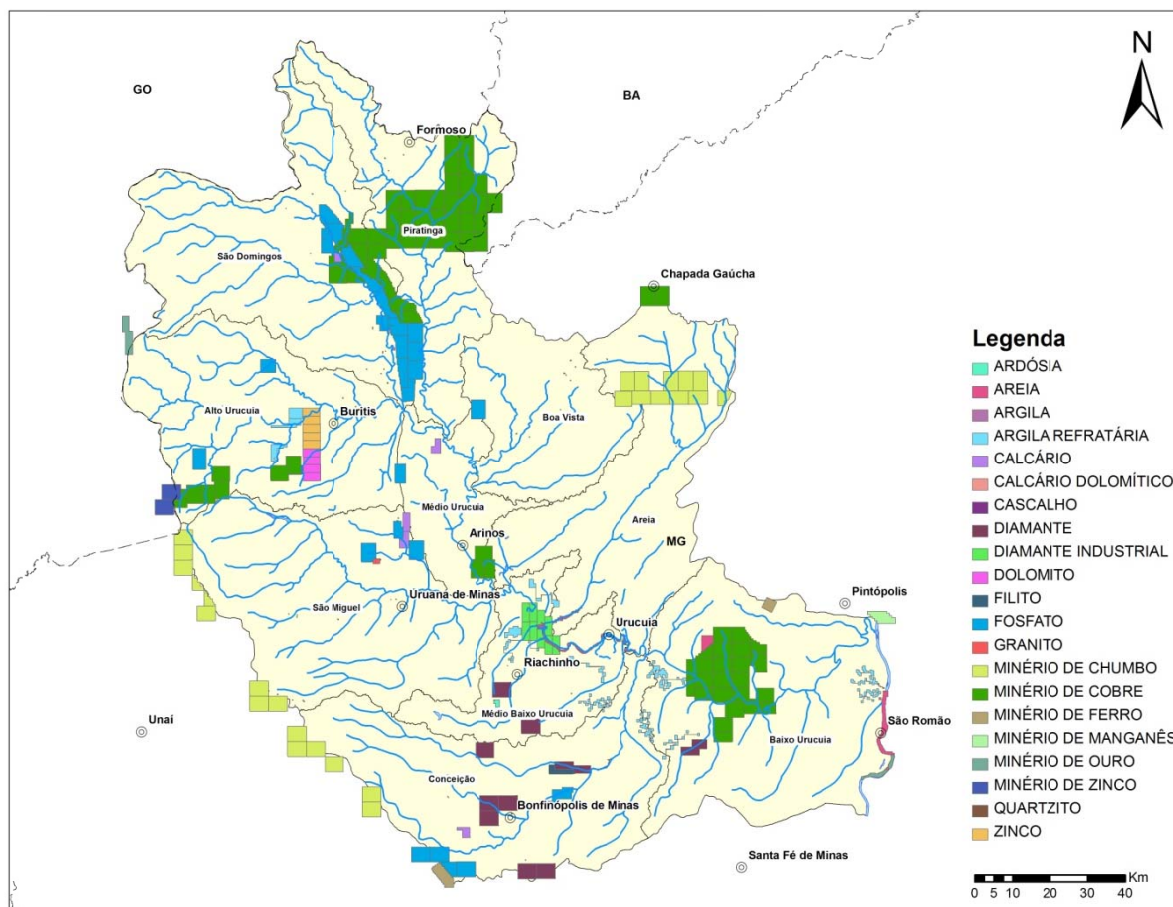 N
GO
BA
Formoso
Piratinga
São Domingos
Chapada Gaúcha
Alto Urucuia
Buritis
Boa Vista
Médio Urucuia
Areia
Arinos
MG
Pintópolis
São Miguel
Uruana de Minas
Urucuia
Riachinho
Médio Baixo Urucuia
Unaí
São Romão
Baixo Urucuia
Conceição
Bonfinópolis de Minas
Santa Fé de Minas
Legenda
ARDÓSIA
AREIA
ARGILA
ARGILA REFRATÁRIA
CALCÁRIO
CALCÁRIO DOLOMÍTICO
CASCALHO
DIAMANTE
DIAMANTE INDUSTRIAL
DOLOMITO
FILITO
FOSFATO
GRANITO
MINÉRIO DE CHUMBO
MINÉRIO DE COBRE
MINÉRIO DE FERRO
MINÉRIO DE MANGANÊS
MINÉRIO DE OURO
MINÉRIO DE ZINCO
QUARTZITO
ZINCO
Km
0 5 10 20 30 40